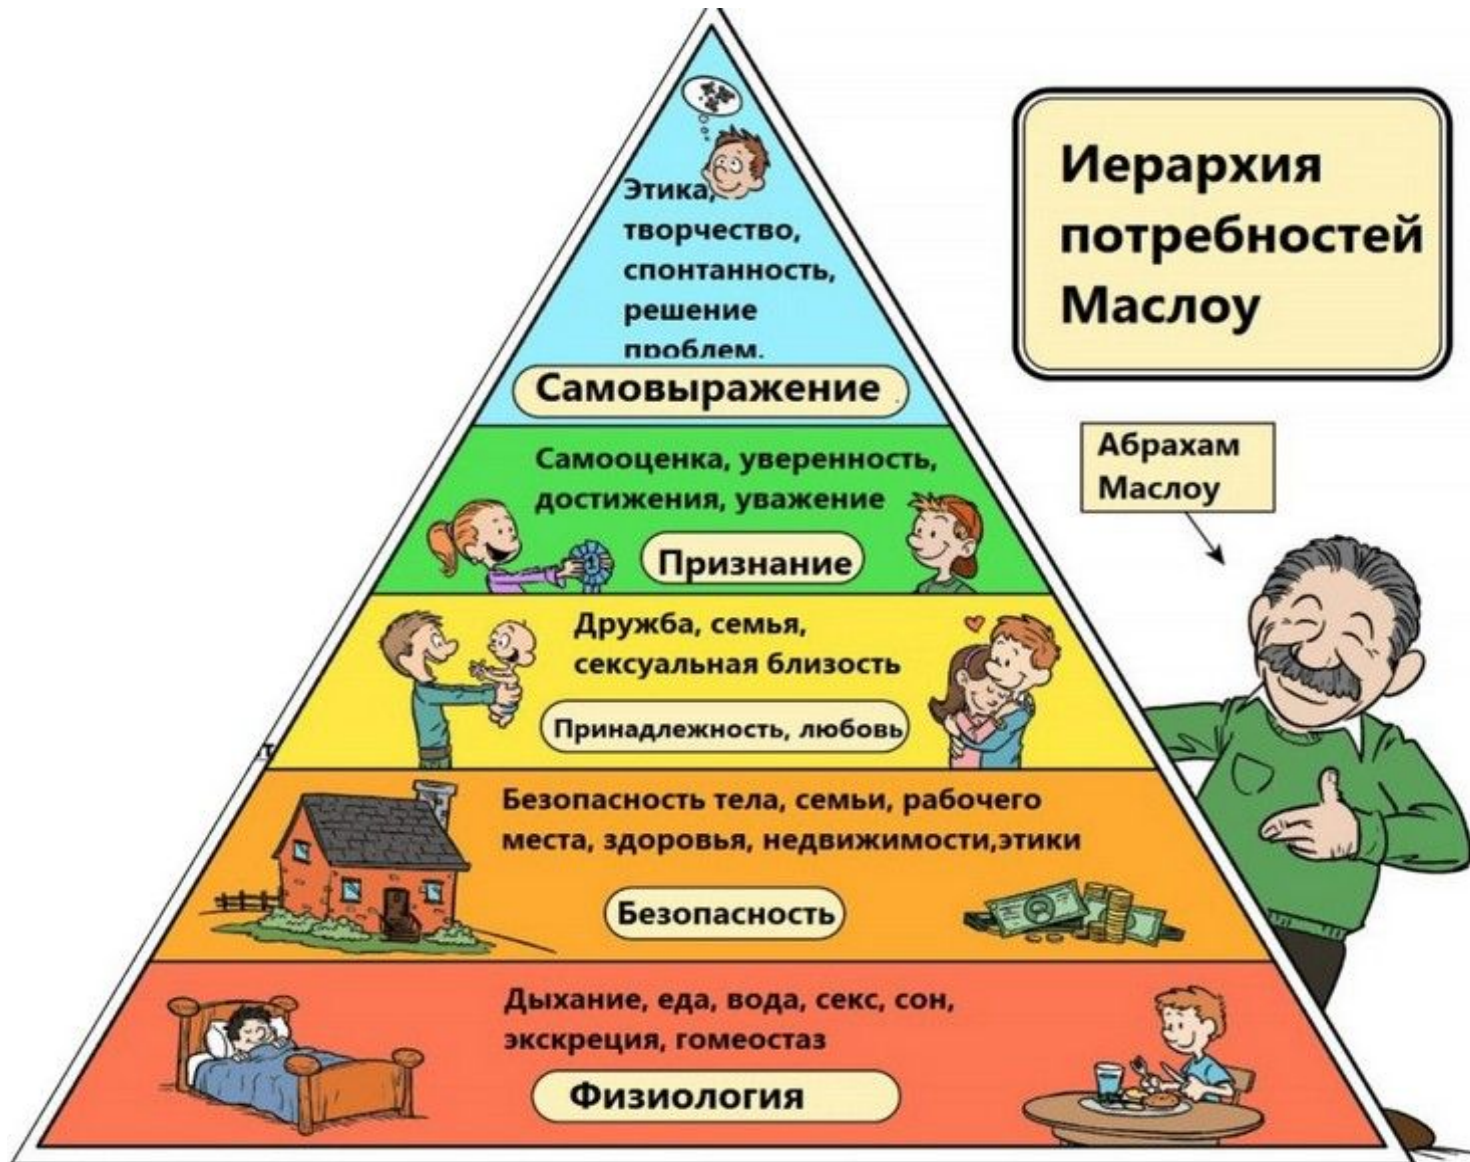 Иерархия
потребностей
Маслоу
Абрахам
Маслоу
Этика,
творчество,
спонтанность,
решение
проблем.
Самовыражение
Самооценка, уверенность,
достижения, уважение
1
Признание
Дружба, семья,
сексуальная близость
Принадлежность, любовь
Безопасность тела, семьи, рабочего
места, здоровья, недвижимости,этики
Безопасность
Дыхание, еда, вода, секс, сон,
экскреция, гомеостаз
Физиология